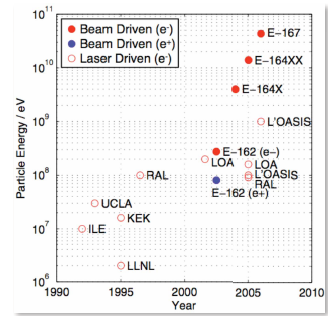 10^11
10^10
10^9
10^8
10^7
10^6
Particle Energy / eV
Beam Driven (e-)
Beam Driven (e+)
Laser Driven (e-)
E-167
E-164XX
E-164X
L'OASIS
E-162 (e-)
LOA
LOA
RAL
L'OASIS
RAL
E-162 (e+)
UCLA
KEK
ILE
LLNL
1990
1995
2000
2005
2010
Year